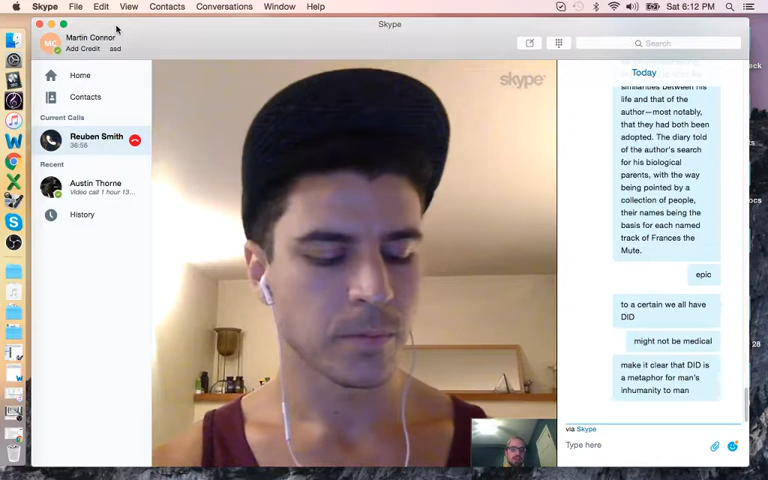 Skype File Edit View Contacts Conversations Window Help Sat 6:12 PM
Skype
MC Martin Connor
Add Credit asd
Search
Home
Contacts
Current Calls
Reuben Smith
36:56
Recent
Austin Thorne
Video call 1 hour 13...
History
skype
Today
similarities between his
life and that of the
author—most notably,
that they had both been
adopted. The diary told
of the author's search
for his biological
parents, with the way
being pointed by a
collection of people,
their names being the
basis for each named
track of Frances the
Mute.
epic
to a certain we all have
DID
might not be medical
make it clear that DID is
a metaphor for man's
inhumanity to man
via Skype
Type here
ocs
28